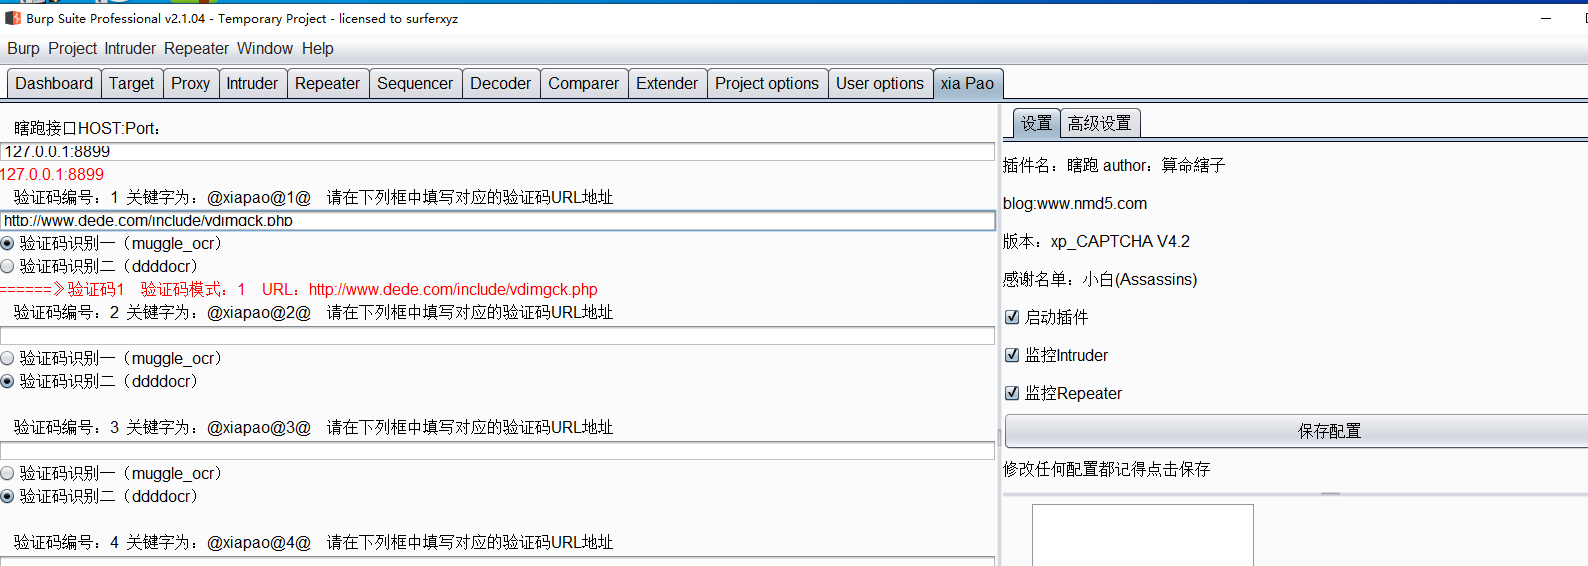 Burp Suite Professional v2.1.04 - Temporary Project - licensed to surferxyz
Burp Project Intruder Repeater Window Help
Dashboard Target Proxy Intruder Repeater Sequencer Decoder Comparer Extender Project options User options xia Pao
瞎跑接口HOST:Port：
127.0.0.1:8899
127.0.0.1:8899
验证码编号：1 关键字为：@xiapao@1@ 请在下列框中填写对应的验证码URL地址
http://www.dede.com/include/vdimgck.php
验证码识别一（muggle_ocr）
验证码识别二（ddddocr）
======》验证码1 验证码模式：1 URL：http://www.dede.com/include/vdimgck.php
验证码编号：2 关键字为：@xiapao@2@ 请在下列框中填写对应的验证码URL地址
验证码识别一（muggle_ocr）
验证码识别二（ddddocr）
验证码编号：3 关键字为：@xiapao@3@ 请在下列框中填写对应的验证码URL地址
验证码识别一（muggle_ocr）
验证码识别二（ddddocr）
验证码编号：4 关键字为：@xiapao@4@ 请在下列框中填写对应的验证码URL地址
设置 高级设置
插件名：瞎跑 author：算命縖子
blog:www.nmd5.com
版本：xp_CAPTCHA V4.2
感谢名单：小白(Assassins)
启动插件
监控Intruder
监控Repeater
保存配置
修改任何配置都记得点击保存